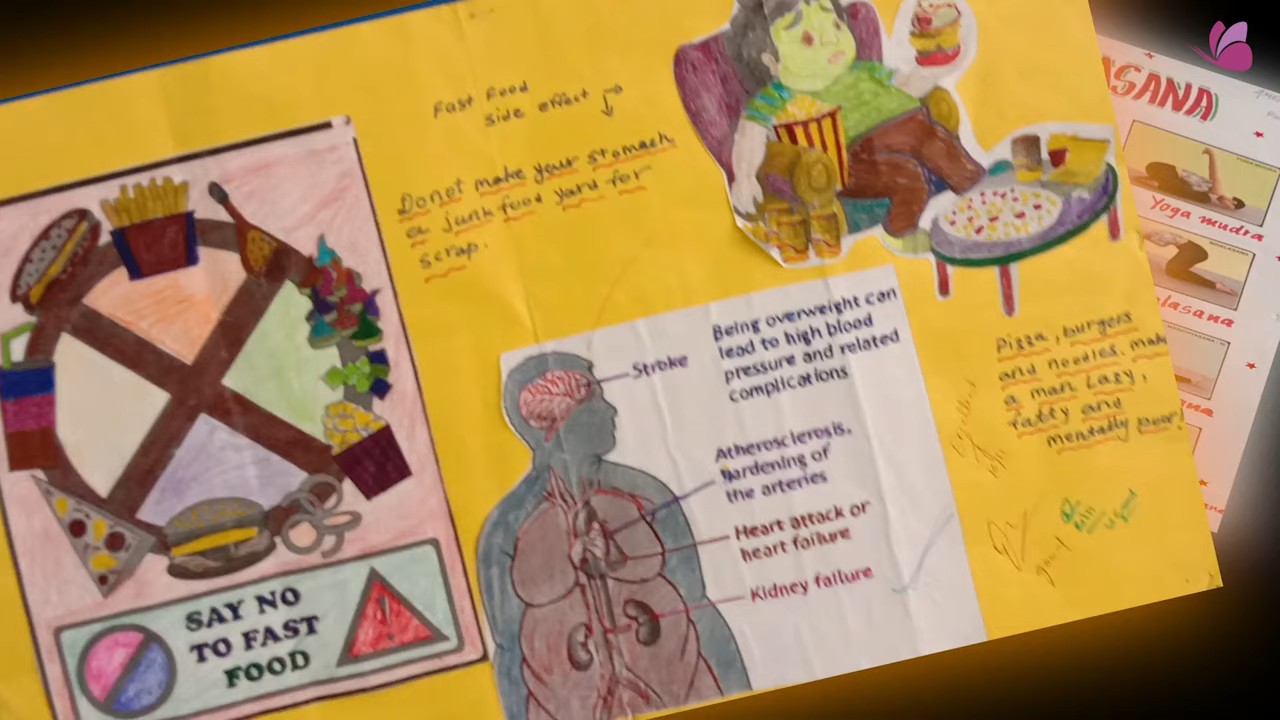 Fast Food
side effect
Donot make your stomach
a junk food yard for
scrap.
SAY NO
TO FAST
FOOD
Stroke
Being overweight can
lead to high blood
pressure and related
complications
Atherosclerosis,
hardening of
the arteries
Heart attack or
heart failure
Kidney failure
Pizza, burgers
and noodles. make
a man Lazy,
Fatty and
mentally poor!
ASANA
Yoga mudra
alasana